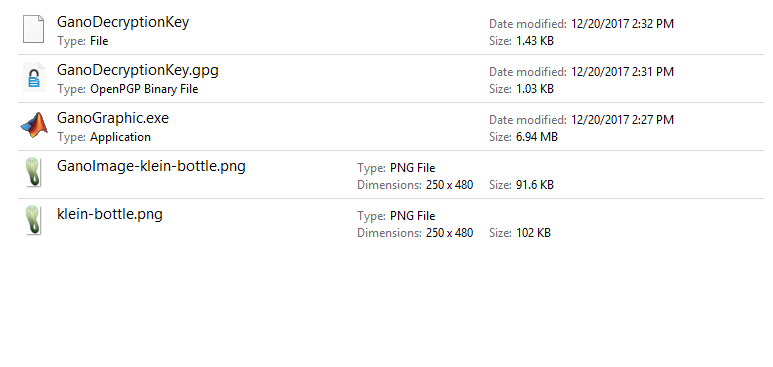 GanoDecryptionKey
Date modified: 12/20/2017 2:32 PM
Type: File
Size: 1.43 KB
GanoDecryptionKey.gpg
Date modified: 12/20/2017 2:31 PM
Type: OpenPGP Binary File
Size: 1.03 KB
GanoGraphic.exe
Date modified: 12/20/2017 2:27 PM
Type: Application
Size: 6.94 MB
GanoImage-klein-bottle.png
Type: PNG File
Dimensions: 250 x 480
Size: 91.6 KB
klein-bottle.png
Type: PNG File
Dimensions: 250 x 480
Size: 102 KB